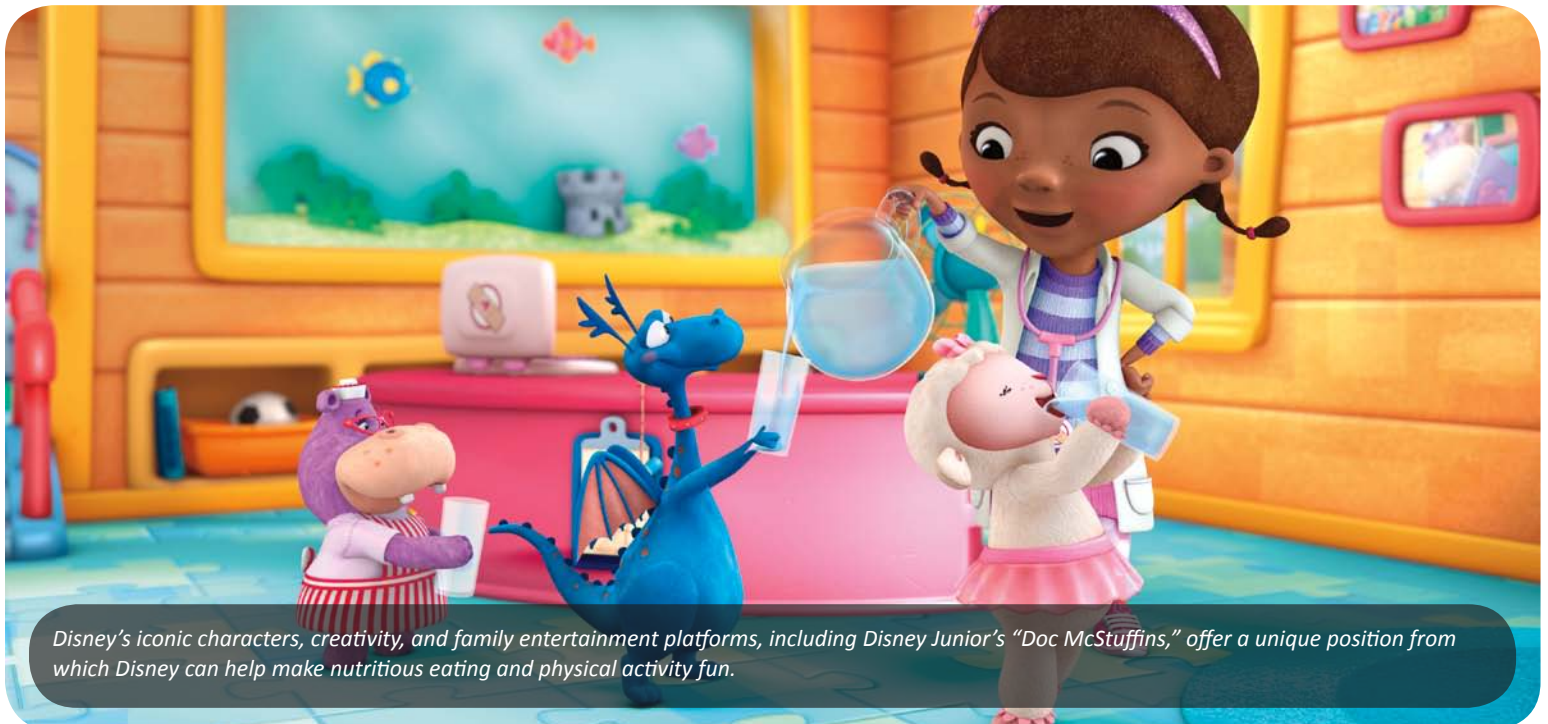 Disney’s iconic characters, creativity, and family entertainment platforms, including Disney Junior’s “Doc McStuffins,” offer a unique position from
which Disney can help make nutritious eating and physical activity fun.